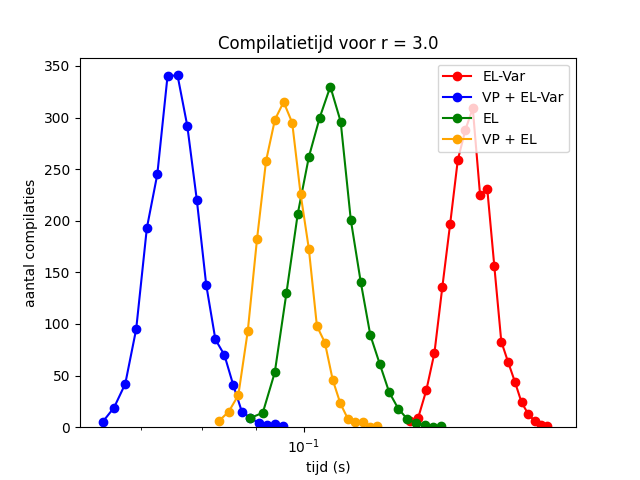 Compilatietijd voor r = 3.0
EL-Var
VP + EL-Var
EL
VP + EL
aantal compilaties
350
300
250
200
150
100
50
0
10⁻¹
tijd (s)